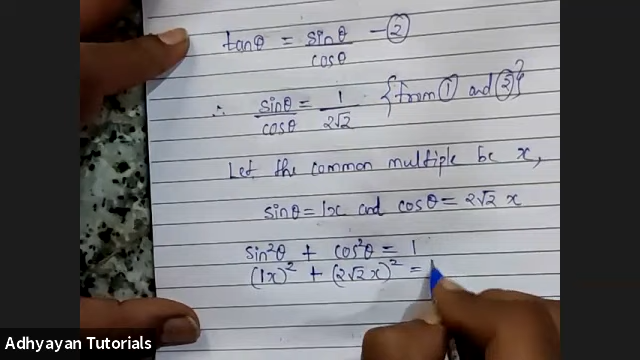 tanθ = sinθ/cosθ — ②
∴ sinθ/cosθ = 1/2√2 {from ① and ②}
Let the common multiple be x,
sinθ = 1x and cosθ = 2√2 x
sin²θ + cos²θ = 1
(1x)² + (2√2 x)² =
Adhyayan Tutorials